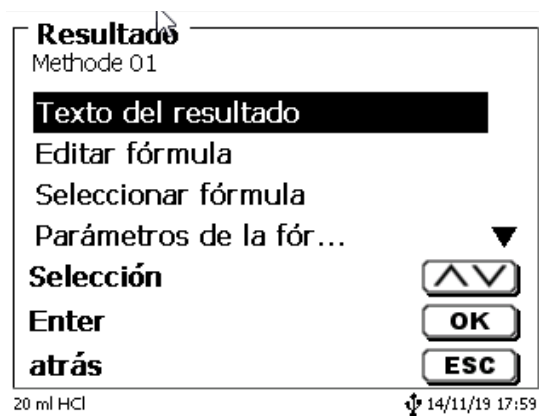 Resultado
Methode 01
Texto del resultado
Editar fórmula
Seleccionar fórmula
Parámetros de la fór...
Selección
Enter OK
atrás ESC
20 ml HCl 14/11/19 17:59